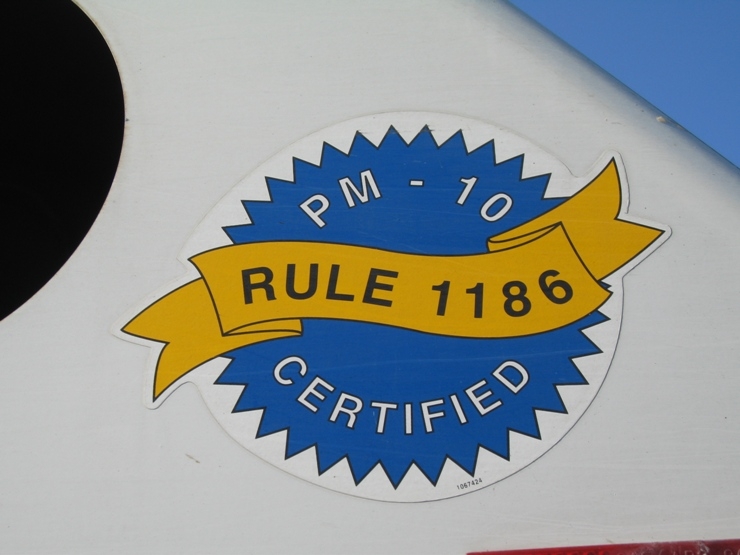 PM - 10
RULE 1186
CERTIFIED
1067424